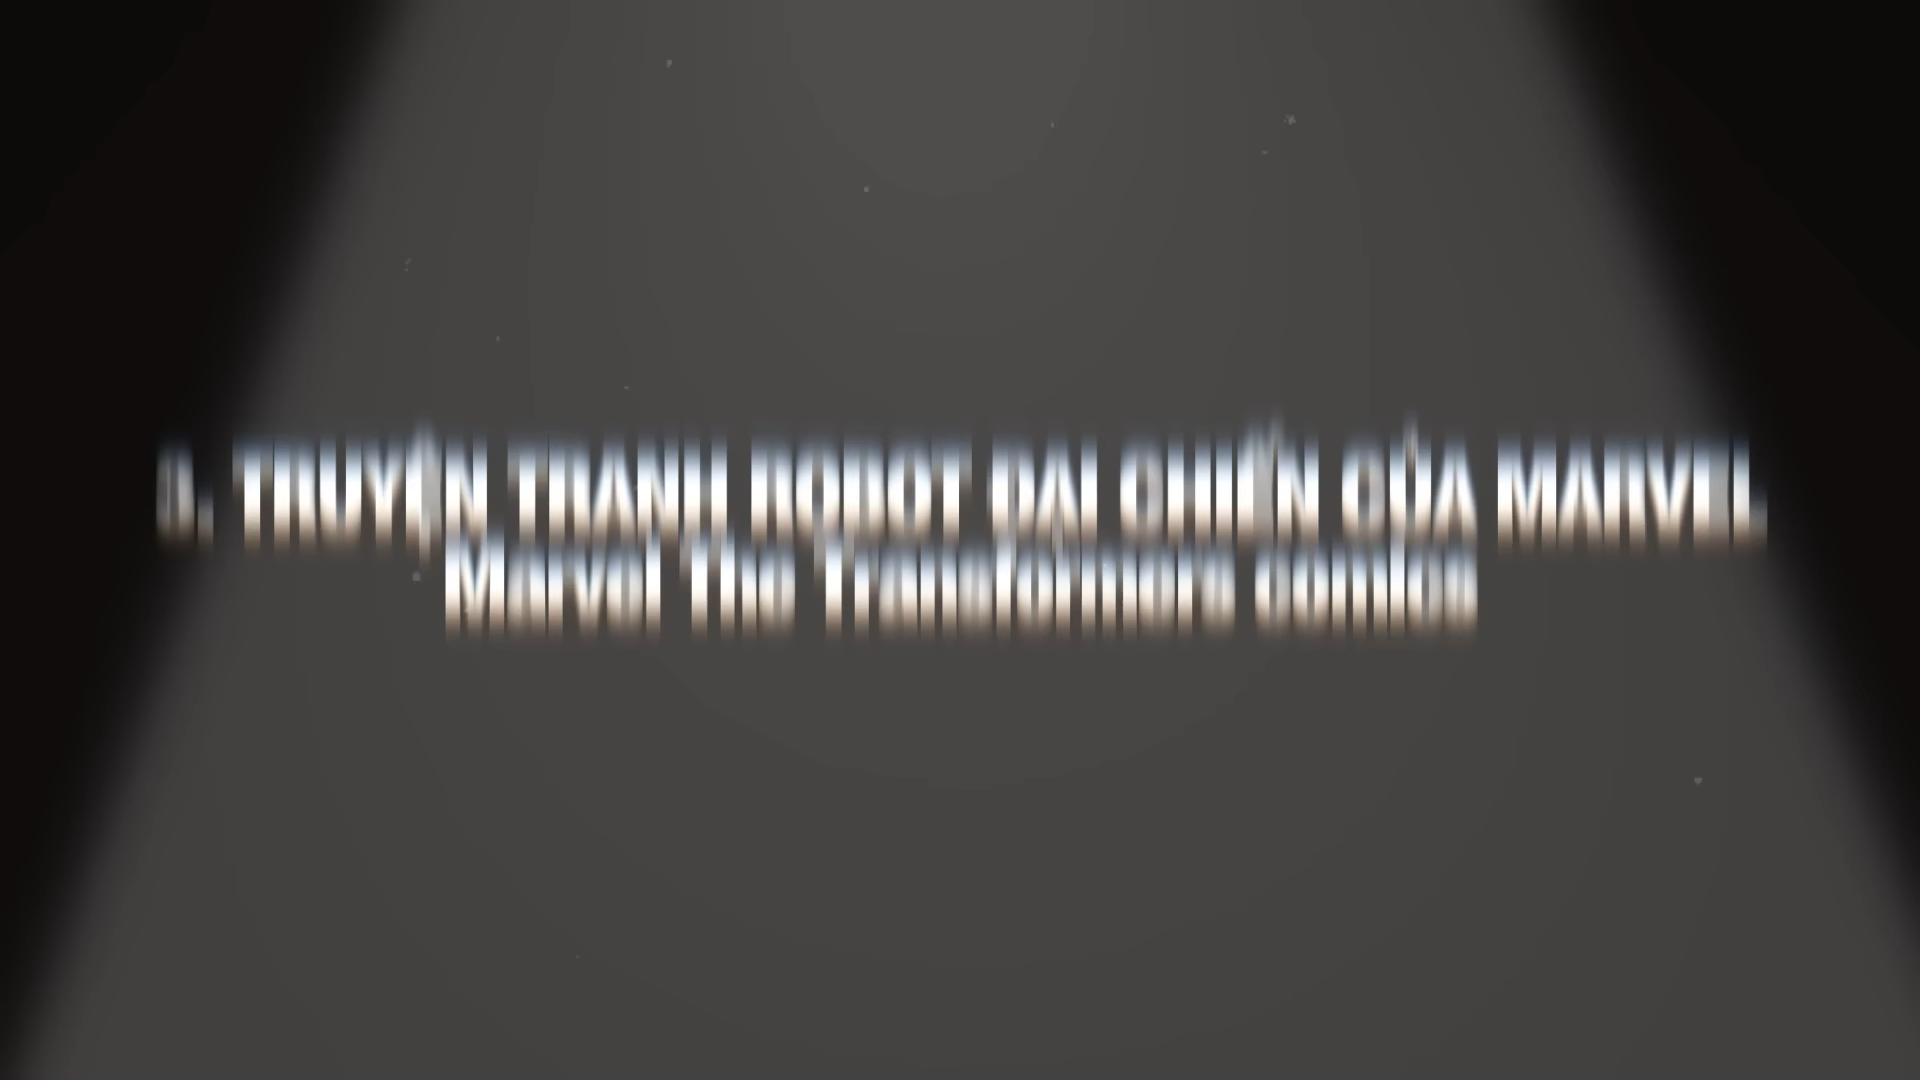 TRUYỆN TRANH ROBOT ĐẠI CHIẾN CỦA MARVEL
Marvel The Transformers comics